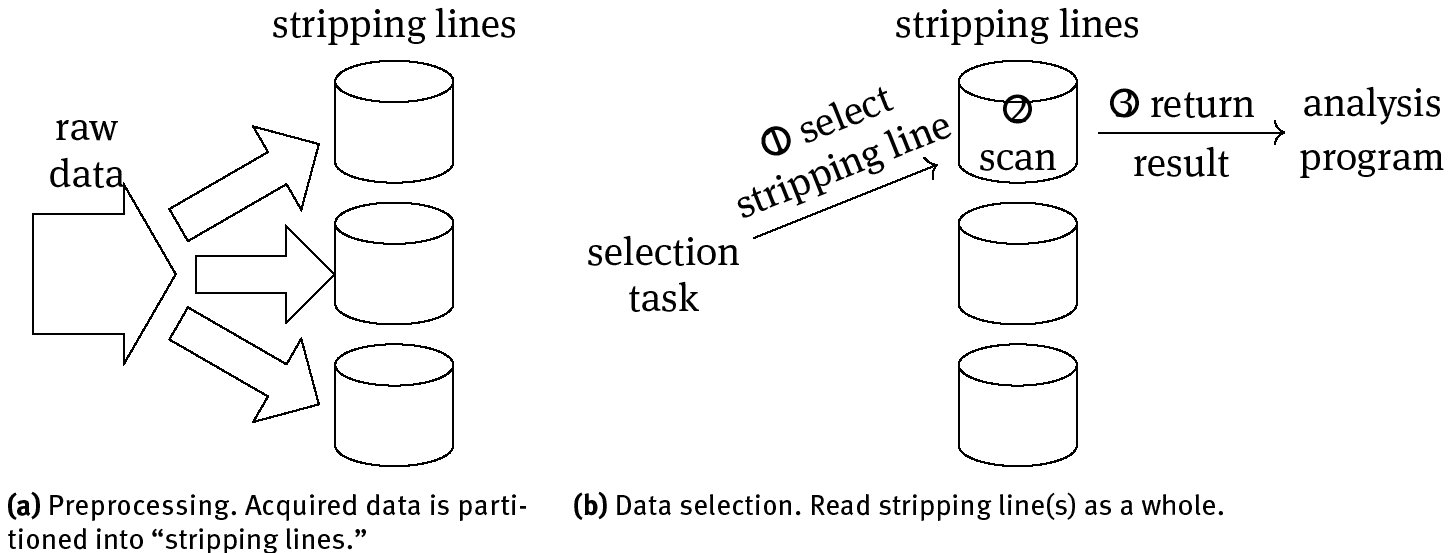 stripping lines
raw
data
(a) Preprocessing. Acquired data is parti-
tioned into “stripping lines.”
stripping lines
① select
stripping line
selection
task
②
scan
③ return
result
analysis
program
(b) Data selection. Read stripping line(s) as a whole.